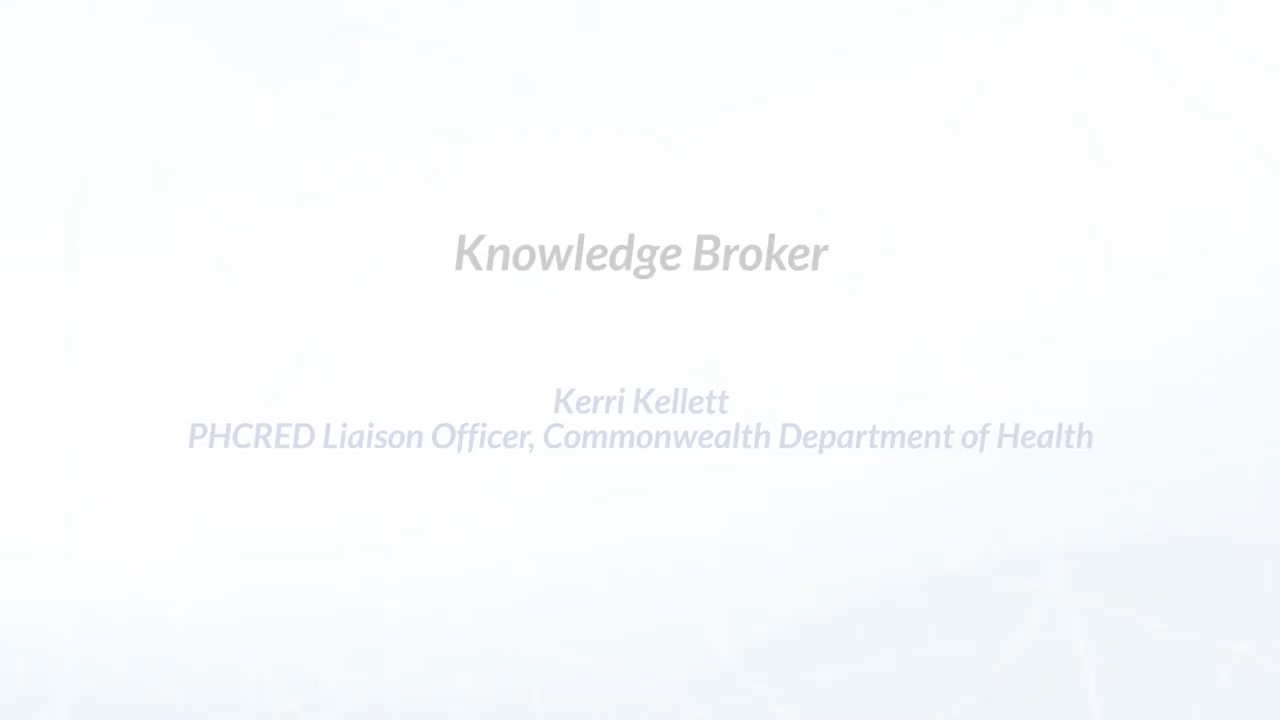 Knowledge Broker
Kerri Kellett
PHCRED Liaison Officer, Commonwealth Department of Health